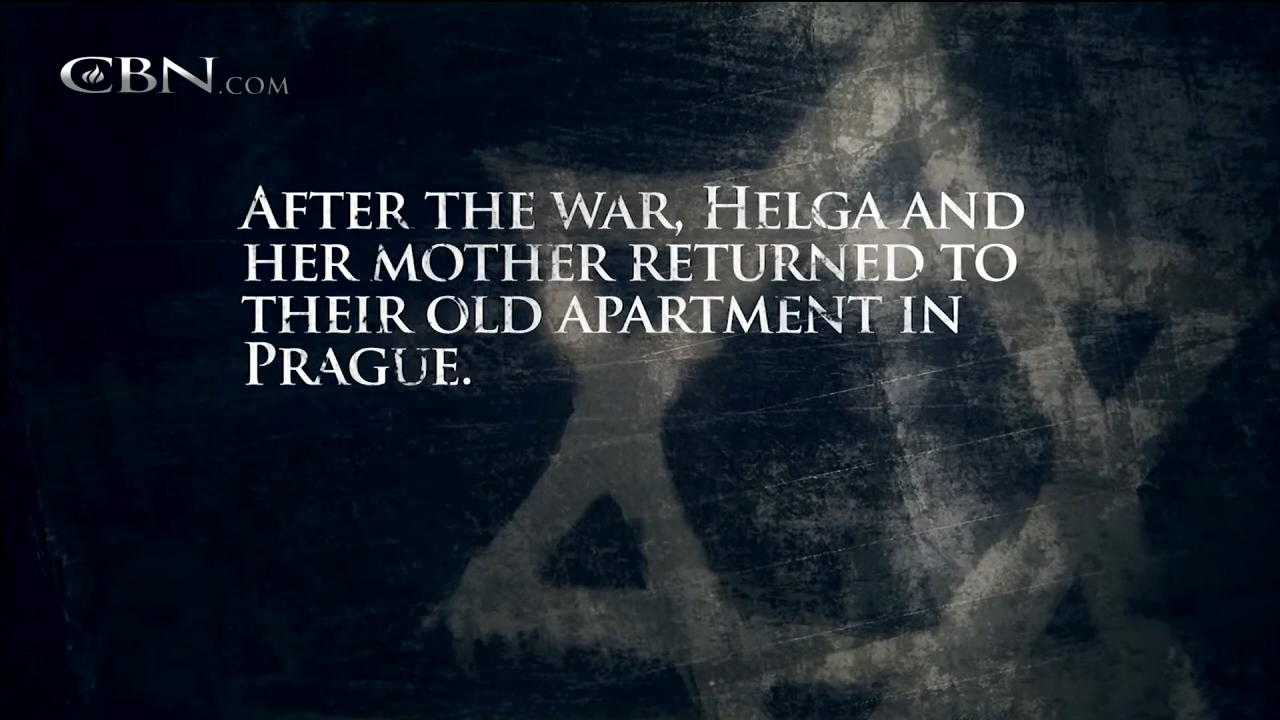 CBN.COM
AFTER THE WAR, HELGA AND
HER MOTHER RETURNED TO
THEIR OLD APARTMENT IN
PRAGUE.